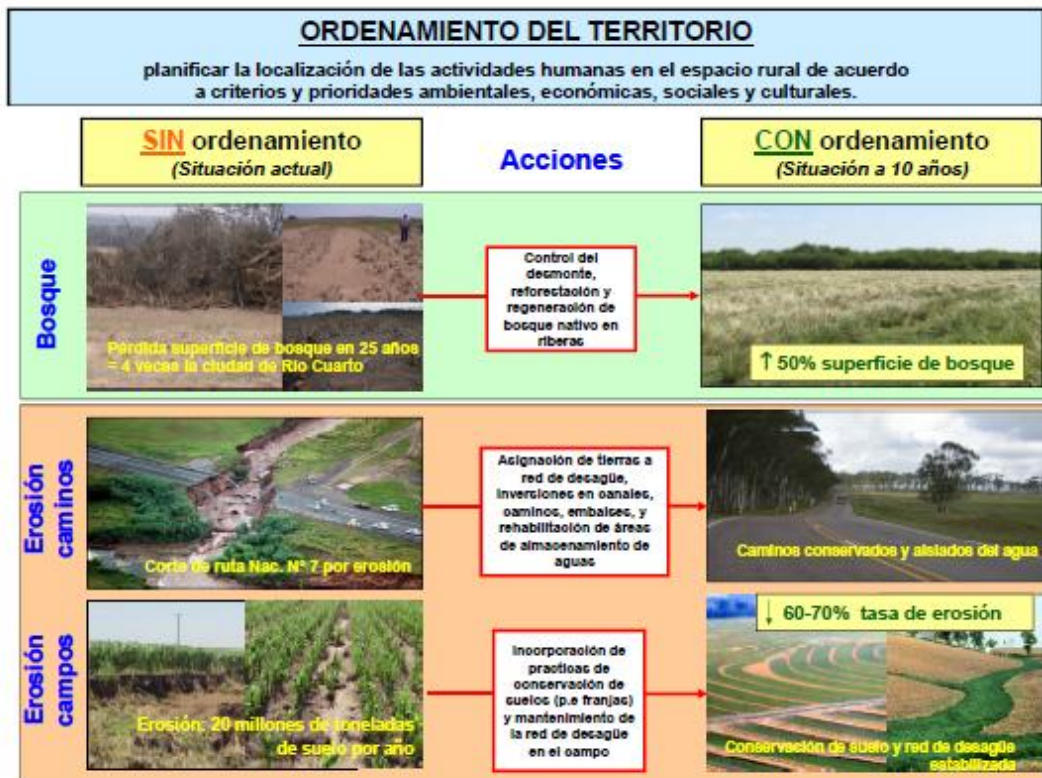 ORDENAMIENTO DEL TERRITORIO
planificar la localización de las actividades humanas en el espacio rural de acuerdo
a criterios y prioridades ambientales, económicas, sociales y culturales.
SIN ordenamiento
(Situación actual)
Acciones
CON ordenamiento
(Situación a 10 años)
Bosque
Pérdida superficie de bosque en 25 años
= 4 veces la ciudad de Río Cuarto
Control del
desmonte,
reforestación y
regeneración de
bosque nativo en
riberas
↑ 50% superficie de bosque
Erosión
caminos
Corte de ruta Nac. Nº 7 por erosión
Asignación de tierras a
red de desagüe,
inversiones en canales,
caminos, embalses, y
rehabilitación de áreas
de almacenamiento de
aguas
Caminos conservados y aislados del agua
Erosión
campos
Erosión: 20 millones de toneladas
de suelo por año
Incorporación de
practicas de
conservación de
suelos (p.e franjas)
y mantenimiento de
la red de desagüe
en el campo
↓ 60-70% tasa de erosión
Conservación de suelo y red de desagüe
estabilizada